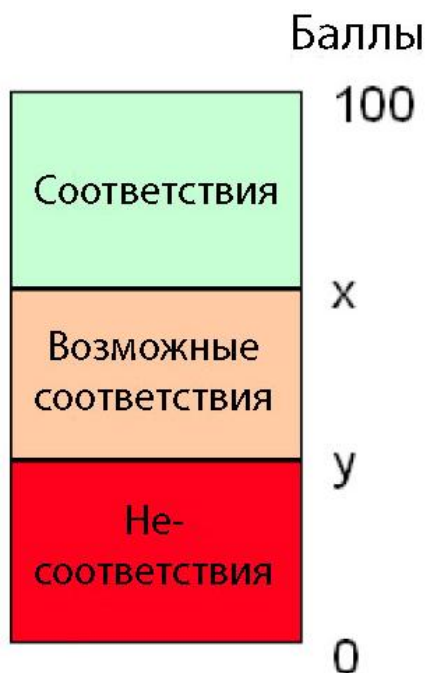 Баллы
100
Соответствия
x
Возможные
соответствия
y
Не-
соответствия
0